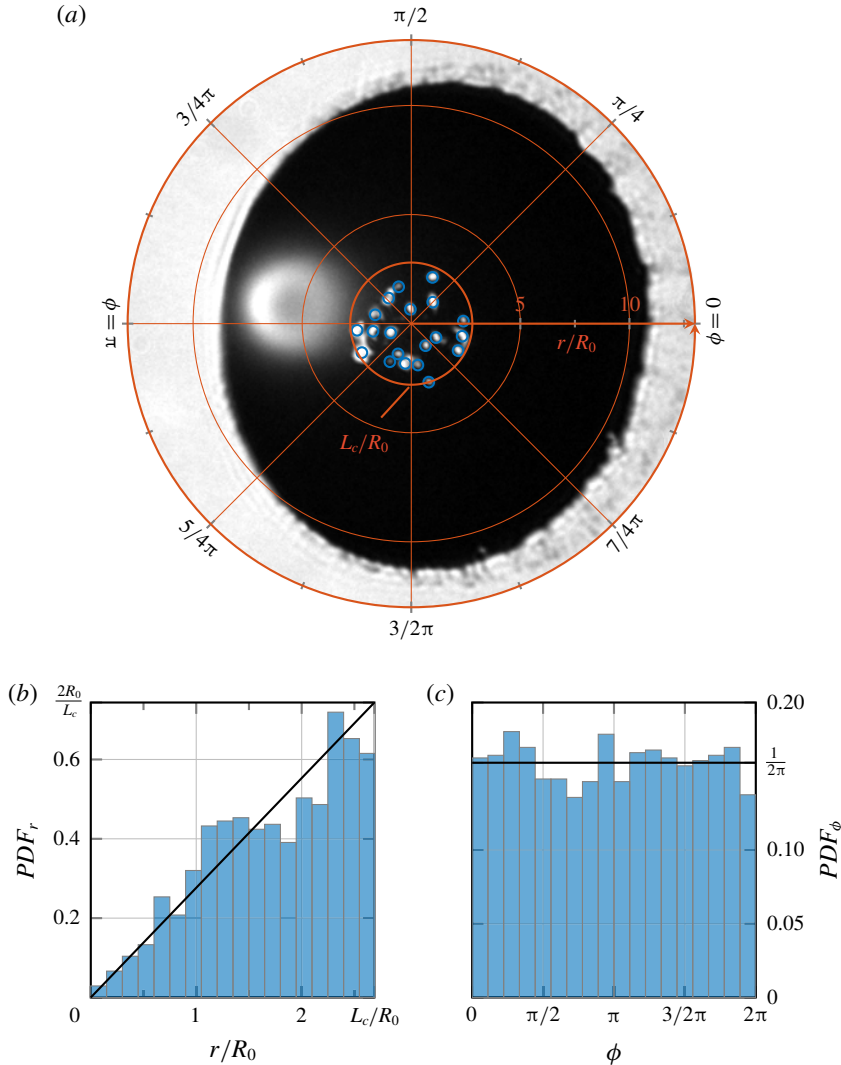 (a)
π/2
3/4π
π/4
5
10
φ = π
φ = 0
r/R₀
L_c/R₀
5/4π
7/4π
3/2π
(b)
2R₀/L_c
0.6
0.4
0.2
PDF_r
0
1
2
L_c/R₀
r/R₀
(c)
0.20
1/2π
0.10
0.05
0
PDF_ϕ
0
π/2
π
3/2π
2π
ϕ